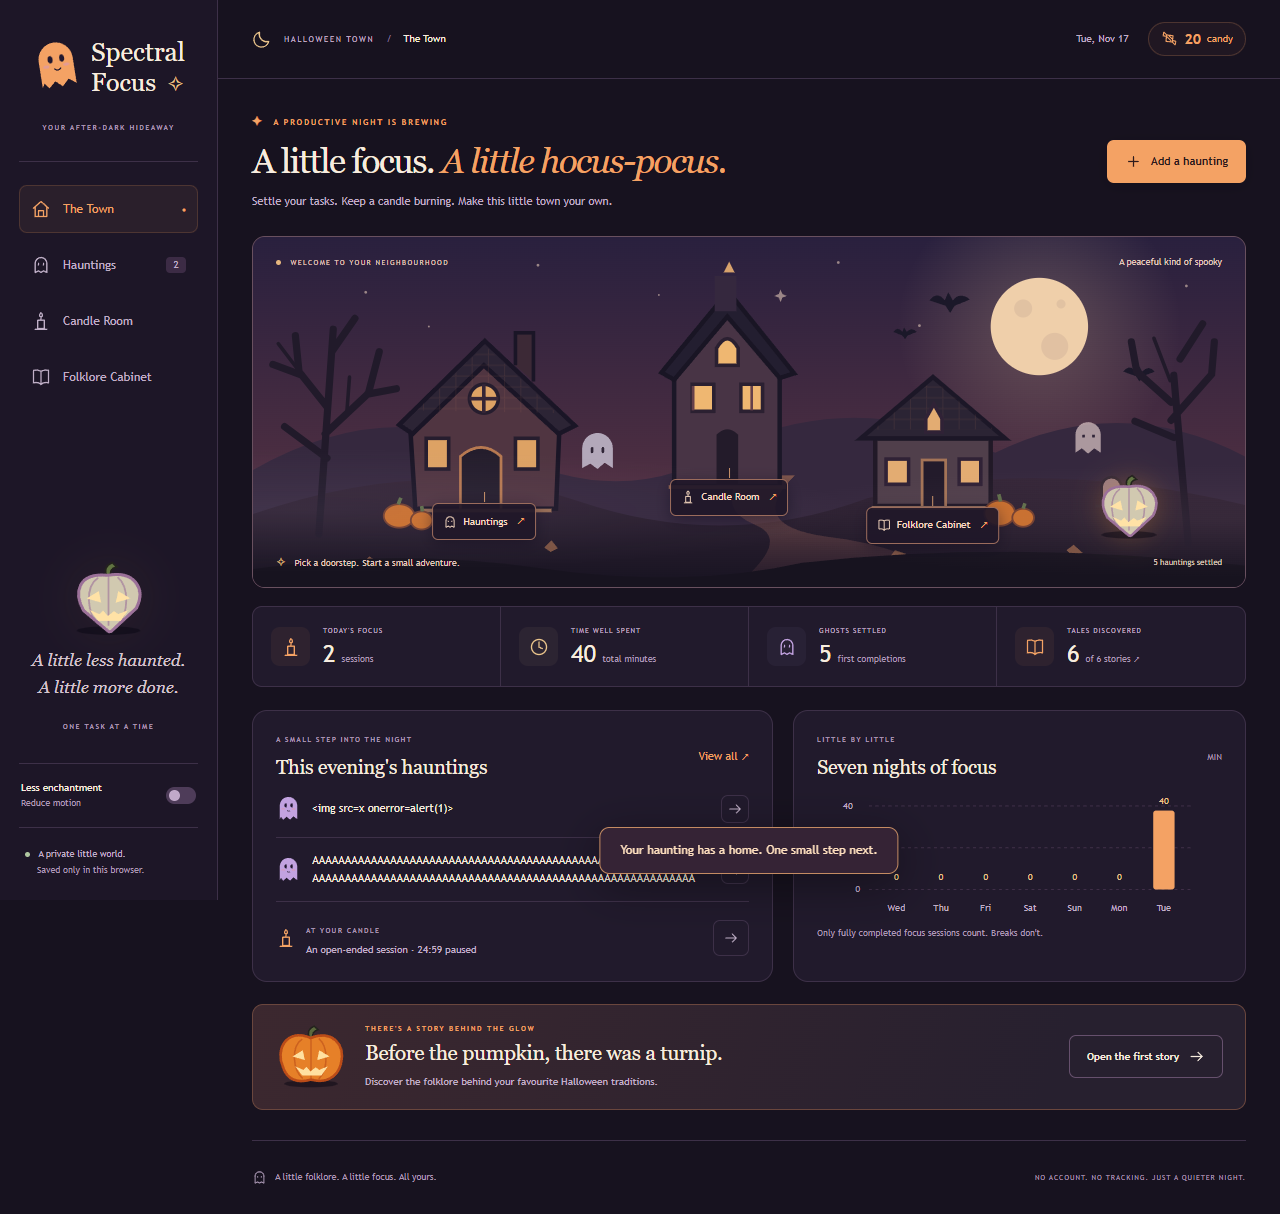 Spectral
Focus
YOUR AFTER-DARK HIDEAWAY
The Town
Hauntings
2
Candle Room
Folklore Cabinet
A little less haunted.
A little more done.
ONE TASK AT A TIME
Less enchantment
Reduce motion
A private little world.
Saved only in this browser.
HALLOWEEN TOWN / The Town
Tue, Nov 17
20 candy
A PRODUCTIVE NIGHT IS BREWING
A little focus. A little hocus-pocus.
Settle your tasks. Keep a candle burning. Make this little town your own.
Add a haunting
WELCOME TO YOUR NEIGHBOURHOOD
A peaceful kind of spooky
Hauntings ↗
Candle Room ↗
Folklore Cabinet ↗
Pick a doorstep. Start a small adventure.
5 hauntings settled
TODAY'S FOCUS
2 sessions
TIME WELL SPENT
40 total minutes
GHOSTS SETTLED
5 first completions
TALES DISCOVERED
6 of 6 stories ↗
A SMALL STEP INTO THE NIGHT
This evening's hauntings
View all ↗
<img src=x onerror=alert(1)>
AT YOUR CANDLE
An open-ended session · 24:59 paused
Your haunting has a home. One small step next.
LITTLE BY LITTLE
Seven nights of focus
MIN
40
40
0
0 0 0 0 0 0
Wed Thu Fri Sat Sun Mon Tue
Only fully completed focus sessions count. Breaks don't.
THERE'S A STORY BEHIND THE GLOW
Before the pumpkin, there was a turnip.
Discover the folklore behind your favourite Halloween traditions.
Open the first story
A little folklore. A little focus. All yours.
NO ACCOUNT. NO TRACKING. JUST A QUIETER NIGHT.